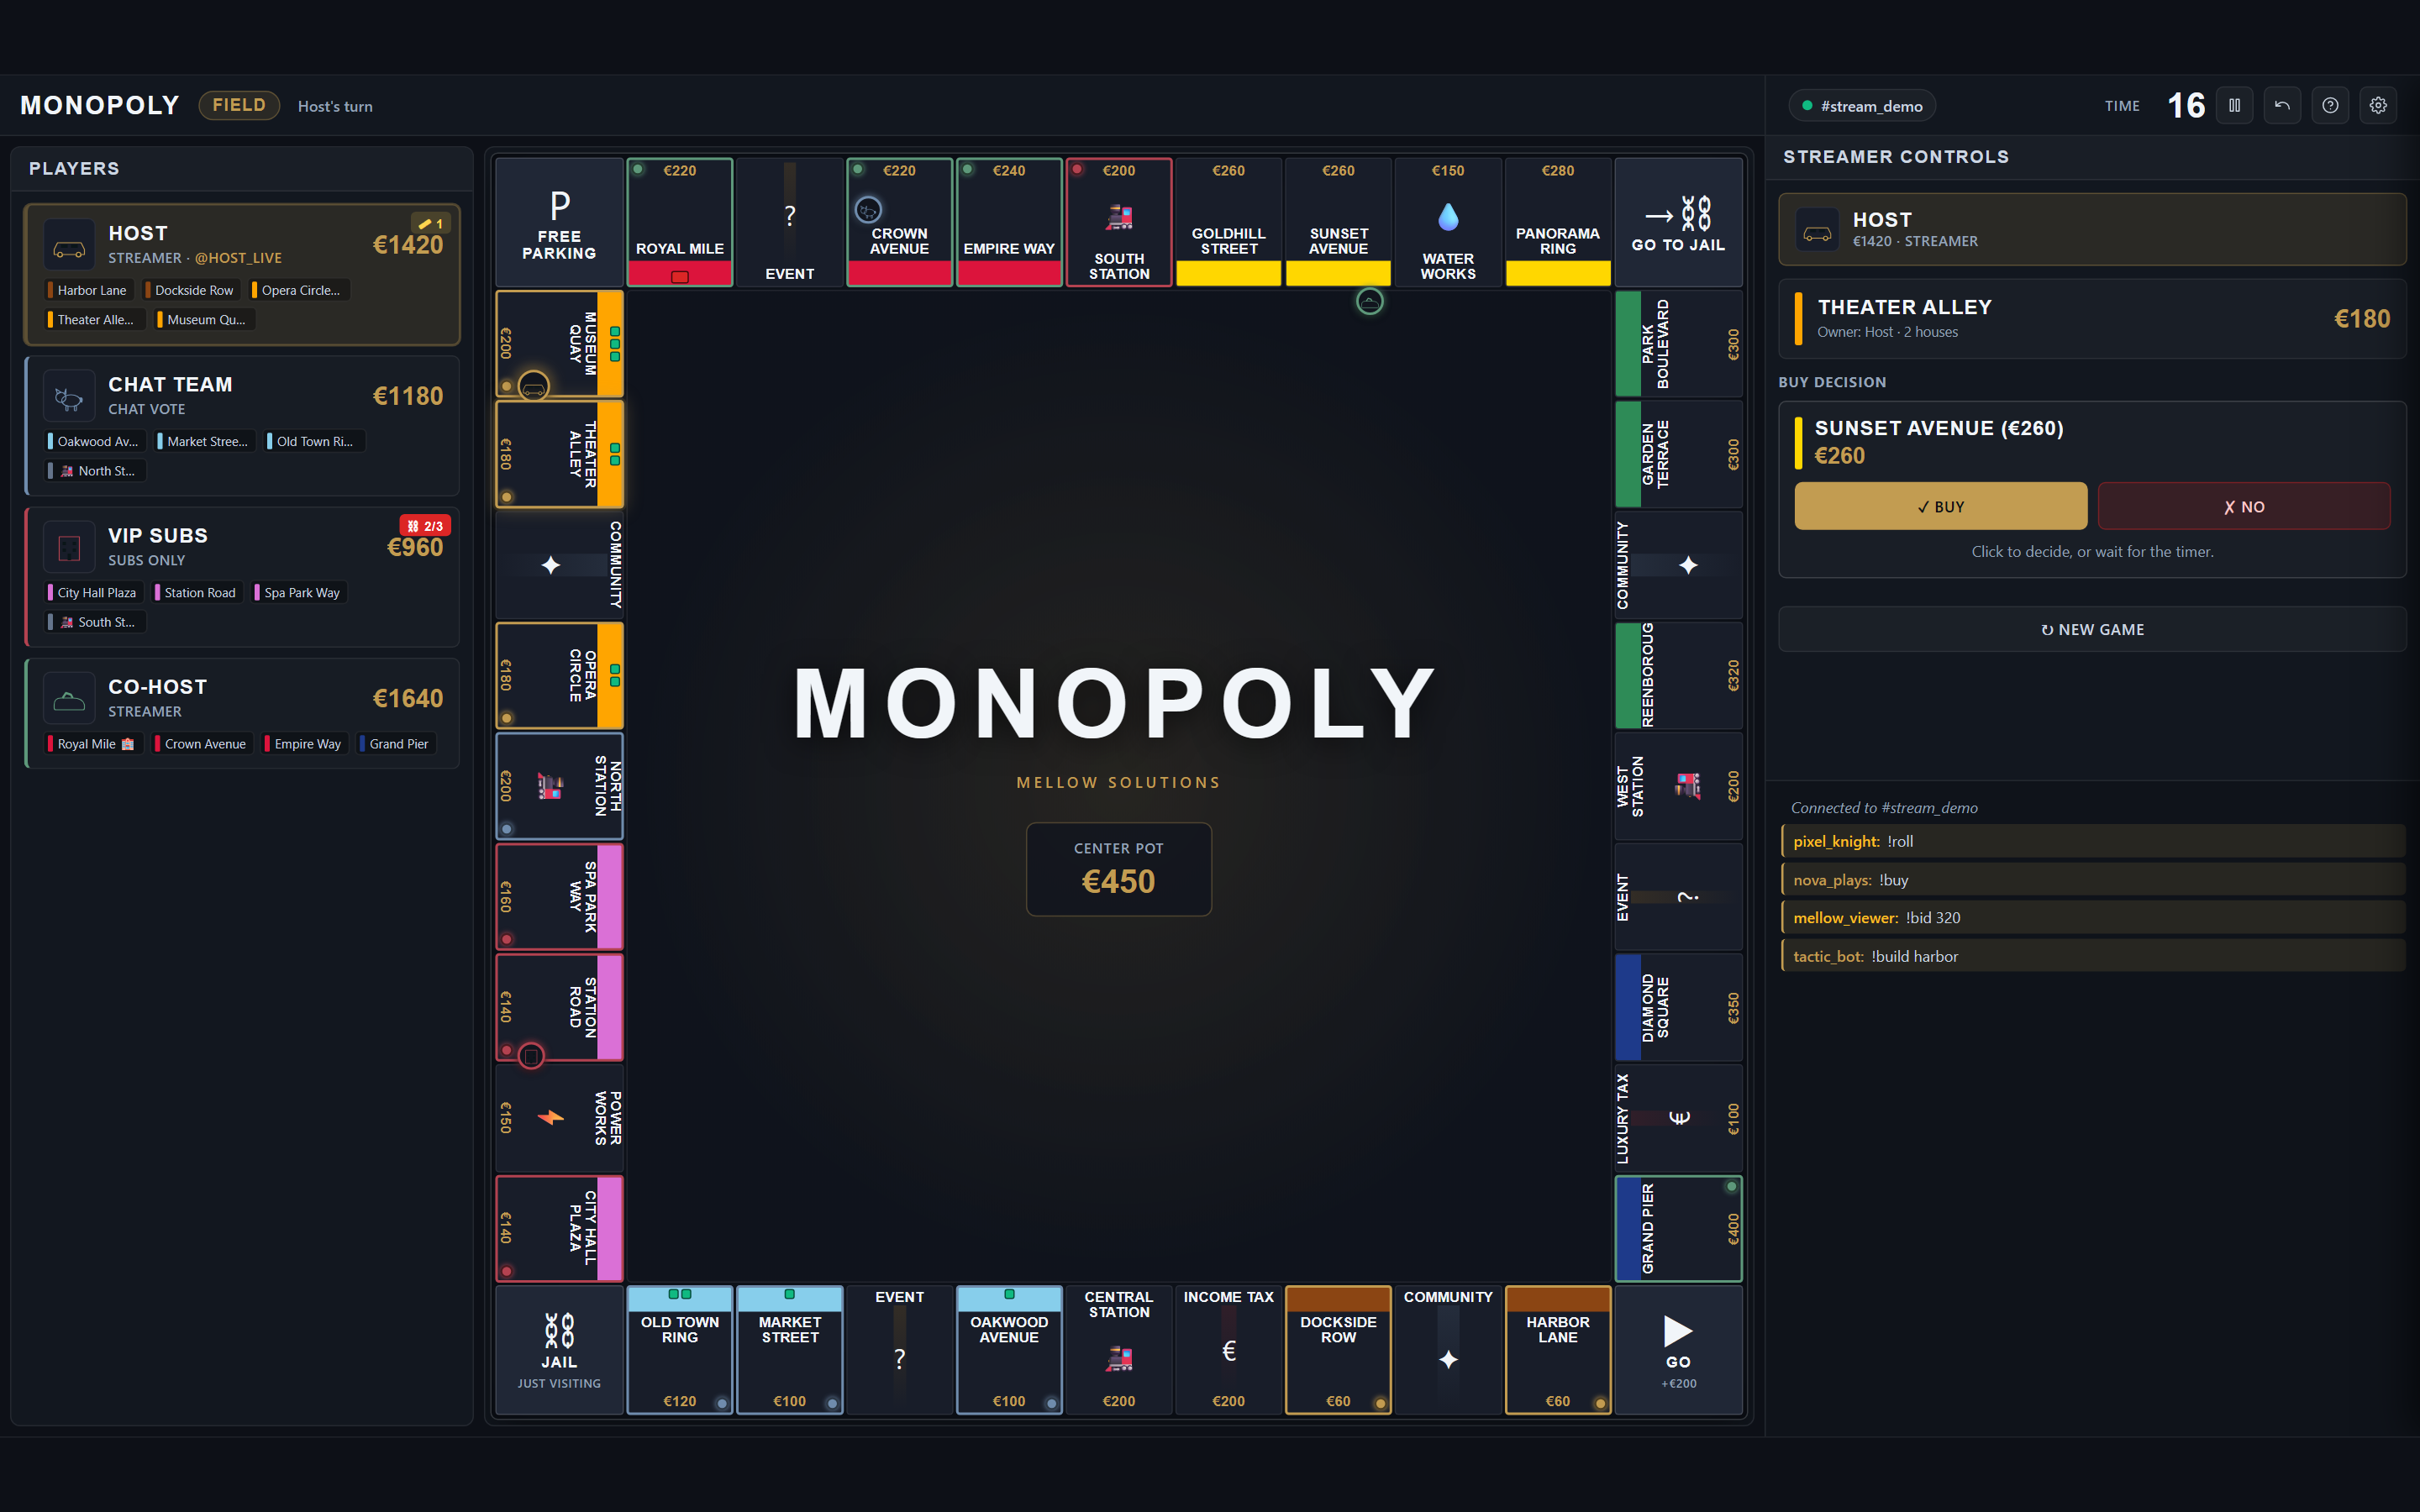 MONOPOLY
FIELD
Host's turn
#stream_demo
TIME
16
PLAYERS
HOST
STREAMER · @HOST_LIVE
1
€1420
Harbor Lane
Dockside Row
Opera Circle...
Theater Alle...
Museum Qu...
CHAT TEAM
CHAT VOTE
€1180
Oakwood Av...
Market Stree...
Old Town Ri...
North St...
VIP SUBS
SUBS ONLY
2/3
€960
City Hall Plaza
Station Road
Spa Park Way
South St...
CO-HOST
STREAMER
€1640
Royal Mile
Crown Avenue
Empire Way
Grand Pier
P
FREE
PARKING
€220
ROYAL MILE
?
EVENT
€220
CROWN
AVENUE
€240
EMPIRE WAY
€200
SOUTH
STATION
€260
GOLDHILL
STREET
€260
SUNSET
AVENUE
€150
WATER
WORKS
€280
PANORAMA
RING
→
GO TO JAIL
MUSEUM
QUAY
€200
THEATER
ALLEY
€180
COMMUNITY
OPERA
CIRCLE
€180
NORTH
STATION
€200
SPA PARK
WAY
€160
STATION
ROAD
€140
POWER
WORKS
€150
CITY HALL
PLAZA
€140
PARK
BOULEVARD
€300
GARDEN
TERRACE
€300
COMMUNITY
REENBOROUG
€320
WEST
STATION
€200
EVENT
?
DIAMOND
SQUARE
€350
LUXURY TAX
€
€100
GRAND PIER
€400
MONOPOLY
MELLOW SOLUTIONS
CENTER POT
€450
JAIL
JUST VISITING
OLD TOWN
RING
€120
MARKET
STREET
€100
EVENT
?
OAKWOOD
AVENUE
€100
CENTRAL
STATION
€200
INCOME TAX
€
€200
DOCKSIDE
ROW
€60
COMMUNITY
HARBOR
LANE
€60
GO
+€200
STREAMER CONTROLS
HOST
€1420 · STREAMER
THEATER ALLEY
Owner: Host · 2 houses
€180
BUY DECISION
SUNSET AVENUE (€260)
€260
✓ BUY
✗ NO
Click to decide, or wait for the timer.
↻ NEW GAME
Connected to #stream_demo
pixel_knight: !roll
nova_plays: !buy
mellow_viewer: !bid 320
tactic_bot: !build harbor